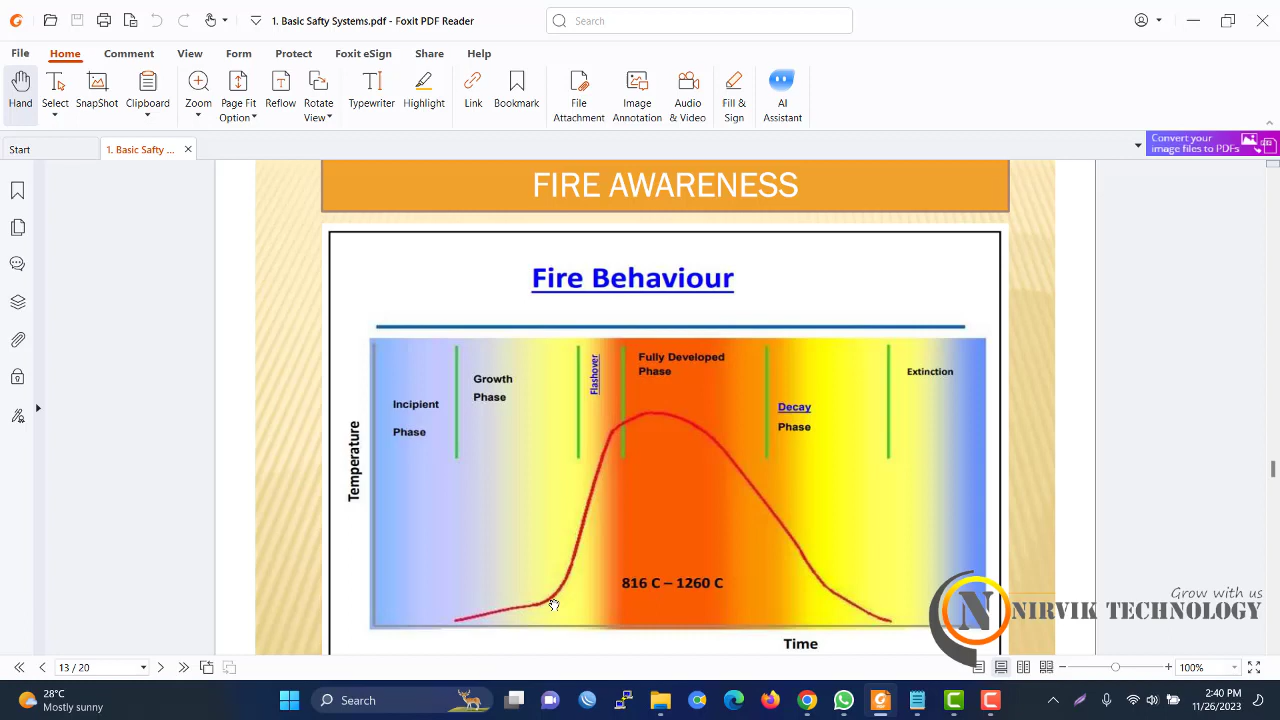 1. Basic Safty Systems.pdf - Foxit PDF Reader
Search
File Home Comment View Form Protect Foxit eSign Share Help
Hand
Select
SnapShot
Clipboard
Zoom
Page Fit
Option
Reflow
Rotate
View
Typewriter
Highlight
Link
Bookmark
File
Attachment
Image
Annotation
Audio
& Video
Fill &
Sign
AI
Assistant
Start
1. Basic Safty ...
Convert your
image files to PDFs
FIRE AWARENESS
Fire Behaviour
Incipient
Phase
Growth
Phase
Flashover
Fully Developed
Phase
Decay
Phase
Extinction
Temperature
816 C – 1260 C
Time
Grow with us
N NIRVIK TECHNOLOGY
13 / 20
100%
28°C
Mostly sunny
Search
2:40 PM
11/26/2023